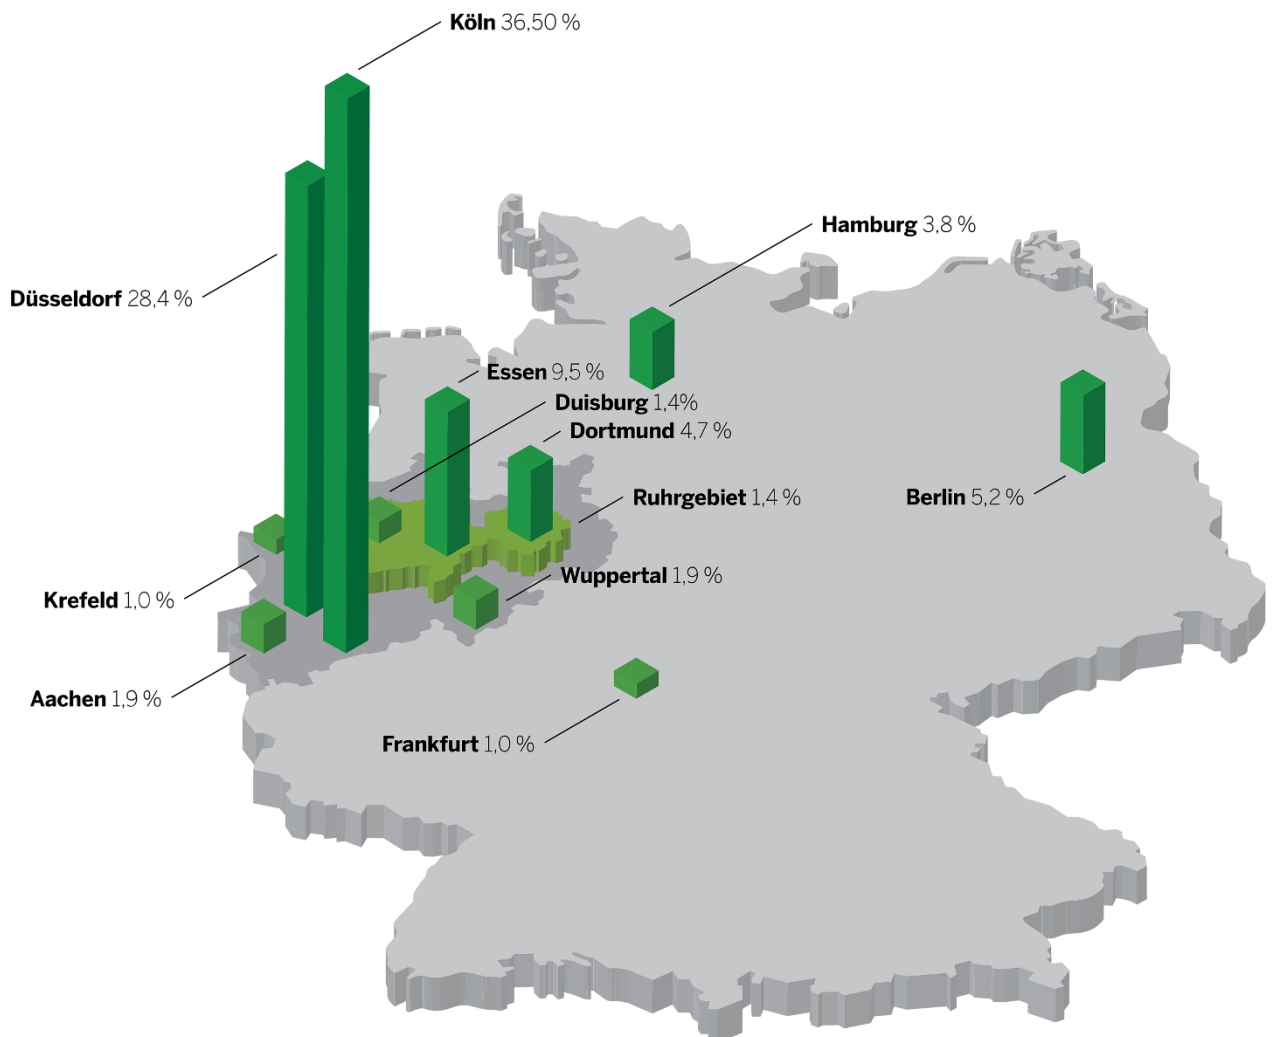 Köln 36,50 %
Hamburg 3,8 %
Düsseldorf 28,4 %
Essen 9,5 %
Duisburg 1,4%
Dortmund 4,7 %
Ruhrgebiet 1,4 %
Berlin 5,2 %
Wuppertal 1,9 %
Krefeld 1,0 %
Aachen 1,9 %
Frankfurt 1,0 %